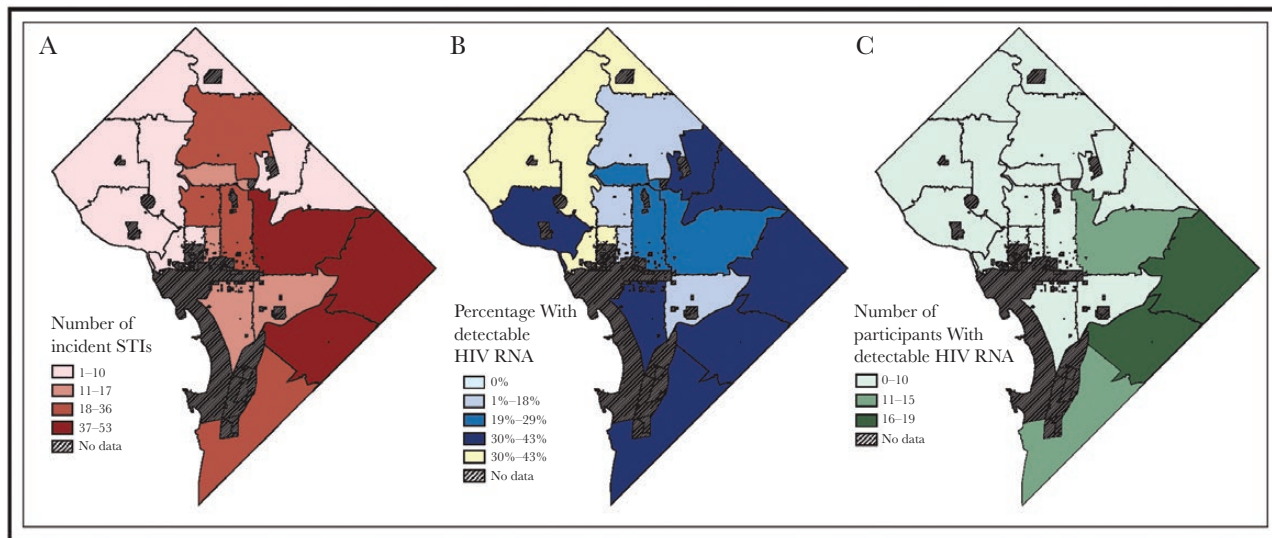 A
Number of
incident STIs
1–10
11–17
18–36
37–53
No data
B
Percentage With
detectable
HIV RNA
0%
1%–18%
19%–29%
30%–43%
30%–43%
No data
C
Number of
participants With
detectable HIV RNA
0–10
11–15
16–19
No data